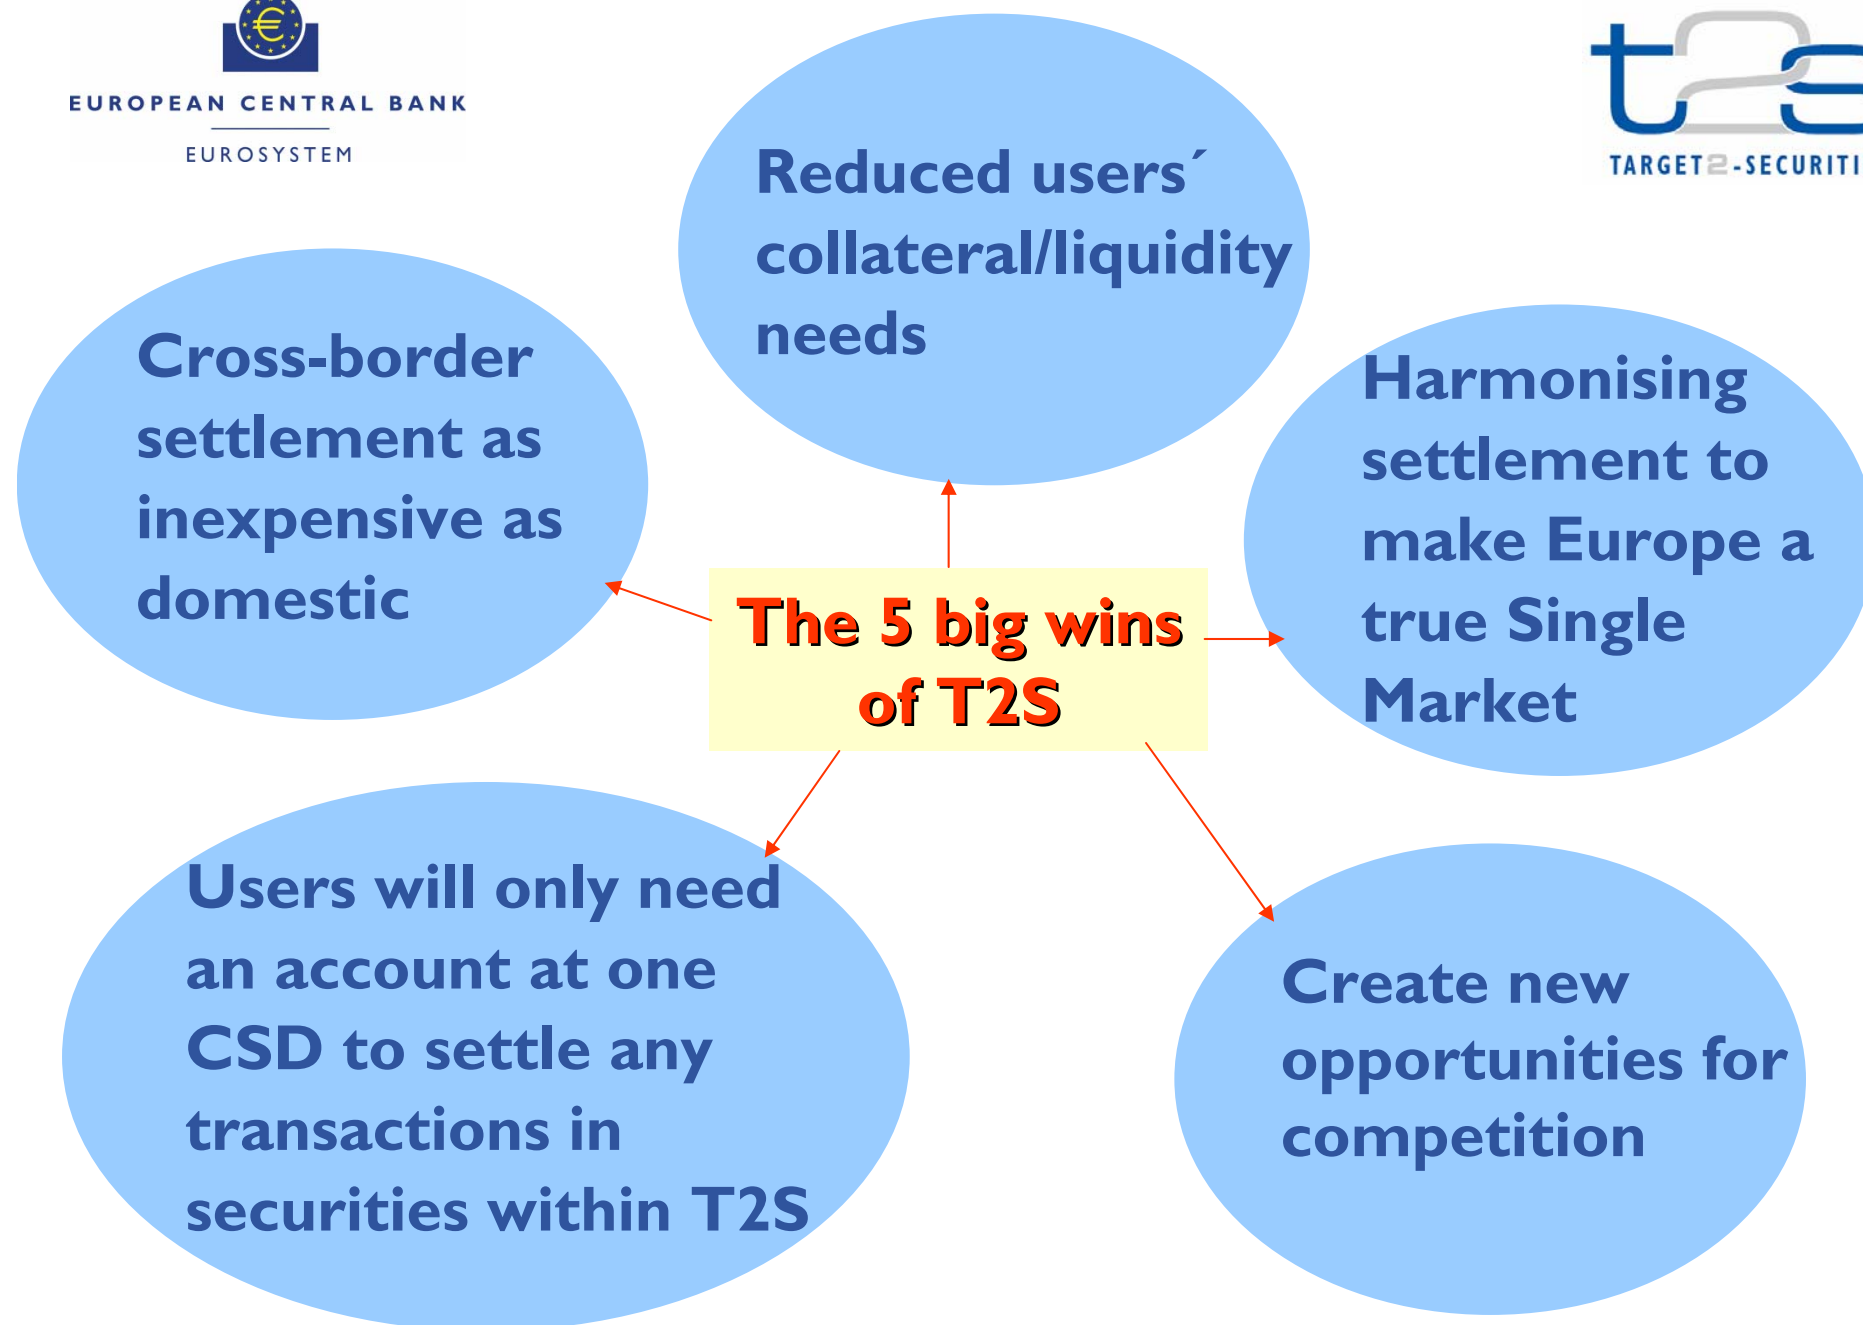 EUROPEAN CENTRAL BANK
EUROSYSTEM
t2s
TARGET2-SECURITI
Reduced users´
collateral/liquidity
needs
Cross-border
settlement as
inexpensive as
domestic
Harmonising
settlement to
make Europe a
true Single
Market
The 5 big wins
of T2S
Users will only need
an account at one
CSD to settle any
transactions in
securities within T2S
Create new
opportunities for
competition